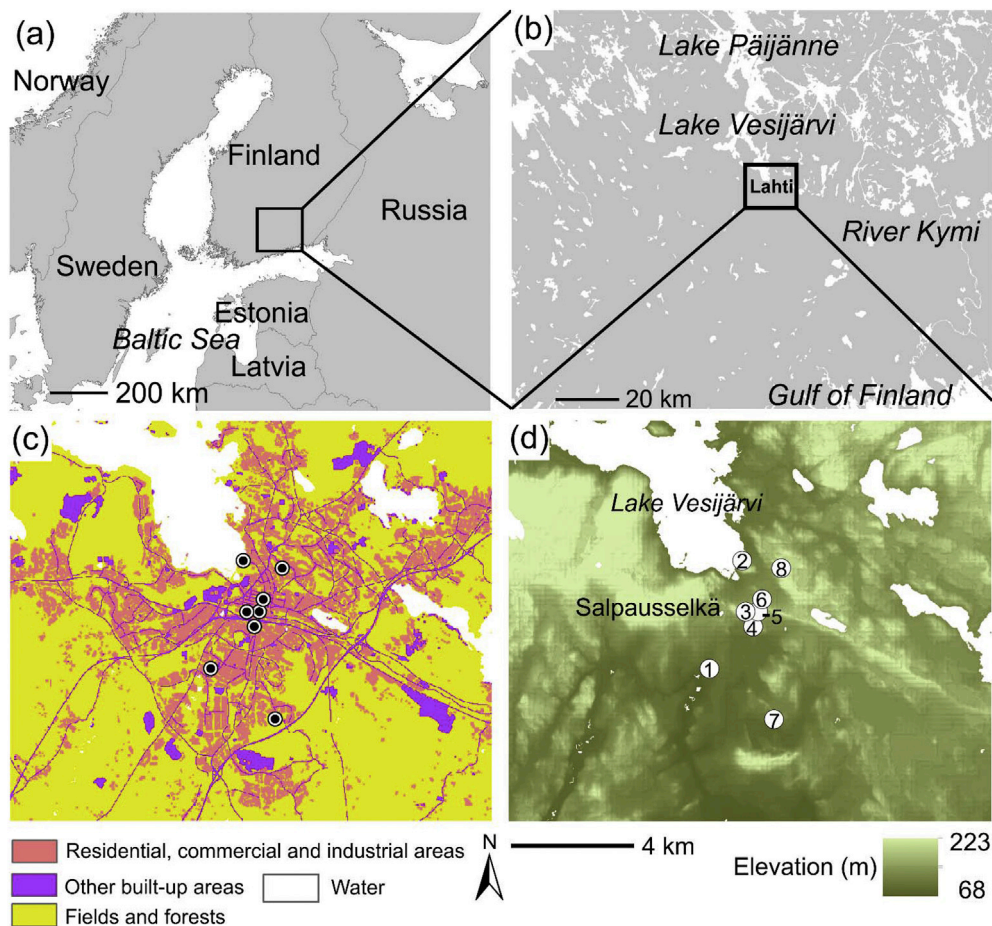 (a)
Norway
Finland
Russia
Sweden
Estonia
Baltic Sea
Latvia
200 km
(b)
Lake Päijänne
Lake Vesijärvi
Lahti
River Kymi
20 km
Gulf of Finland
(c)
(d)
Lake Vesijärvi
2
8
6
Salpausselkä
3
5
4
1
7
Residential, commercial and industrial areas
Other built-up areas
Water
Fields and forests
N
4 km
Elevation (m)
223
68